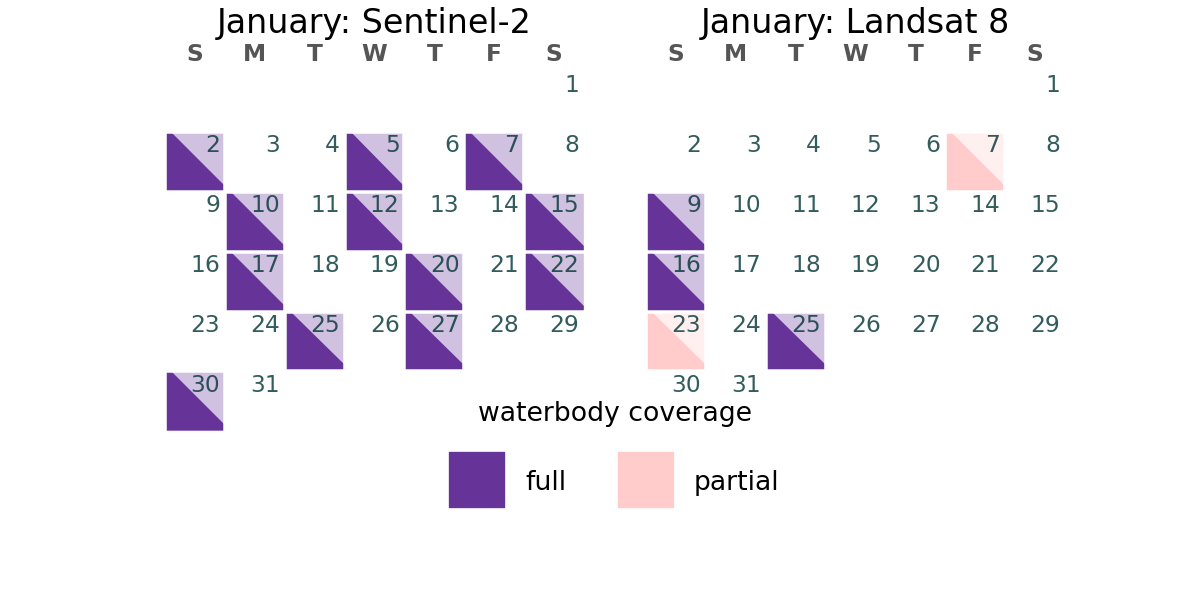 January: Sentinel-2
S M T W T F S
1
2 3 4 5 6 7 8
9 10 11 12 13 14 15
16 17 18 19 20 21 22
23 24 25 26 27 28 29
30 31
January: Landsat 8
S M T W T F S
1
2 3 4 5 6 7 8
9 10 11 12 13 14 15
16 17 18 19 20 21 22
23 24 25 26 27 28 29
30 31
waterbody coverage
full partial